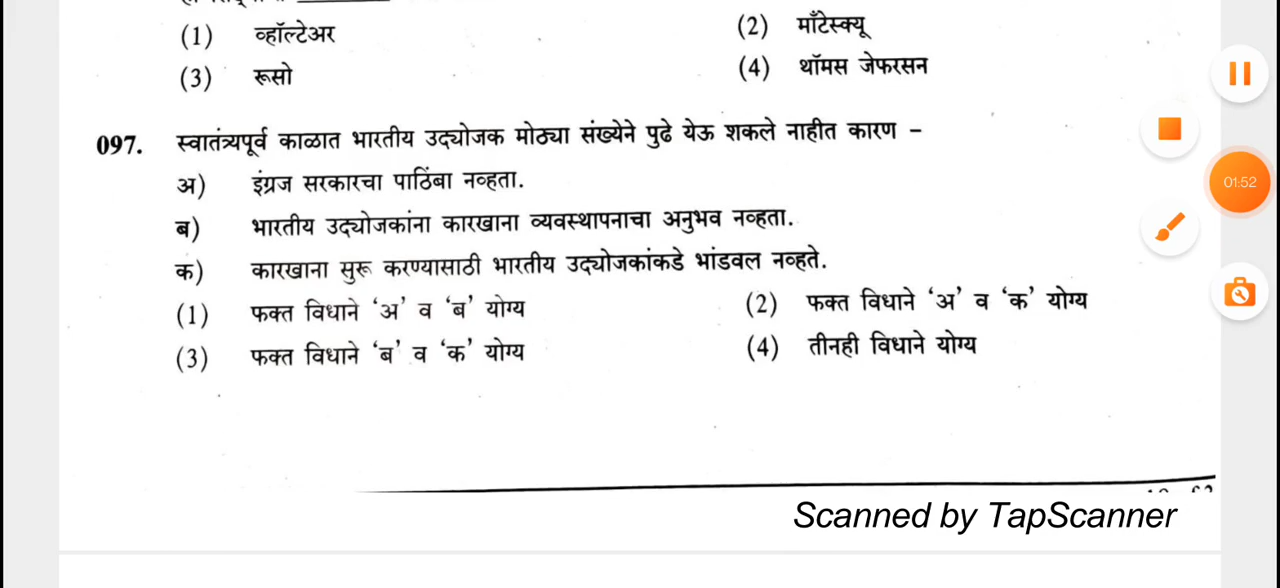 (1) व्हॉल्टेअर (2) माँटेस्क्यू
(3) रूसो (4) थॉमस जेफरसन
097. स्वातंत्र्यपूर्व काळात भारतीय उद्योजक मोठ्या संख्येने पुढे येऊ शकले नाहीत कारण –
अ) इंग्रज सरकारचा पाठिंबा नव्हता.
ब) भारतीय उद्योजकांना कारखाना व्यवस्थापनाचा अनुभव नव्हता.
क) कारखाना सुरू करण्यासाठी भारतीय उद्योजकांकडे भांडवल नव्हते.
(1) फक्त विधाने ‘अ’ व ‘ब’ योग्य (2) फक्त विधाने ‘अ’ व ‘क’ योग्य
(3) फक्त विधाने ‘ब’ व ‘क’ योग्य (4) तीनही विधाने योग्य
01:52
Scanned by TapScanner